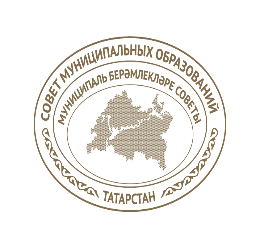 СОВЕТ МУНИЦИПАЛЬНЫХ ОБРАЗОВАНИЙ
МУНИЦИПАЛЬ БЕРӘМЛЕКЛӘРЕ СОВЕТЫ
ТАТАРСТАН